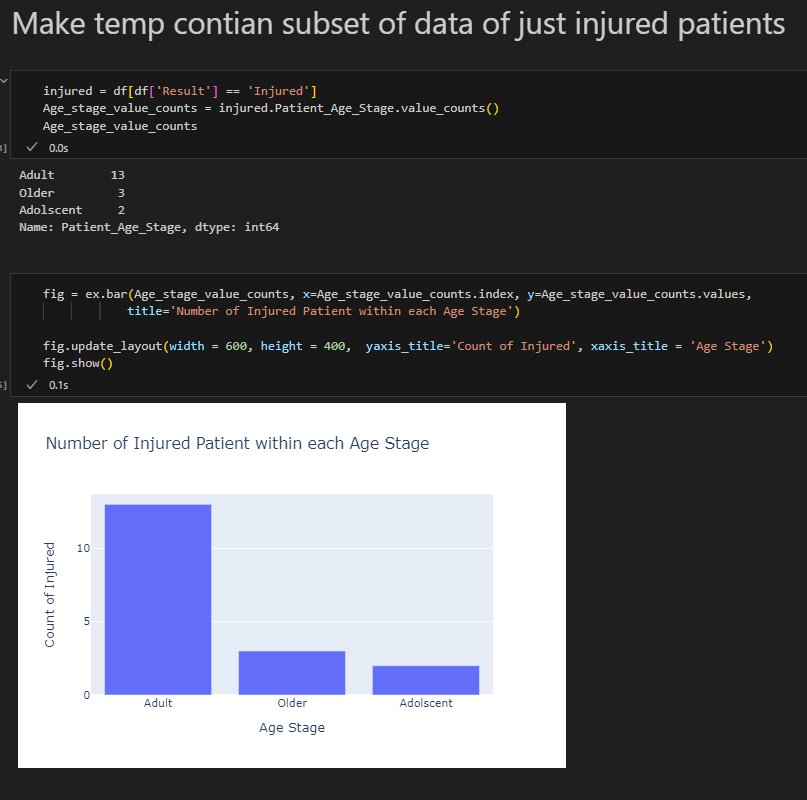 Make temp contian subset of data of just injured patients
injured = df[df['Result'] == 'Injured']
Age_stage_value_counts = injured.Patient_Age_Stage.value_counts()
Age_stage_value_counts
0.0s
Adult 13
Older 3
Adolscent 2
Name: Patient_Age_Stage, dtype: int64
fig = ex.bar(Age_stage_value_counts, x=Age_stage_value_counts.index, y=Age_stage_value_counts.values,
title='Number of Injured Patient within each Age Stage')
fig.update_layout(width = 600, height = 400, yaxis_title='Count of Injured', xaxis_title = 'Age Stage')
fig.show()
0.1s
Number of Injured Patient within each Age Stage
Count of Injured
10
5
0
Adult Older Adolscent
Age Stage